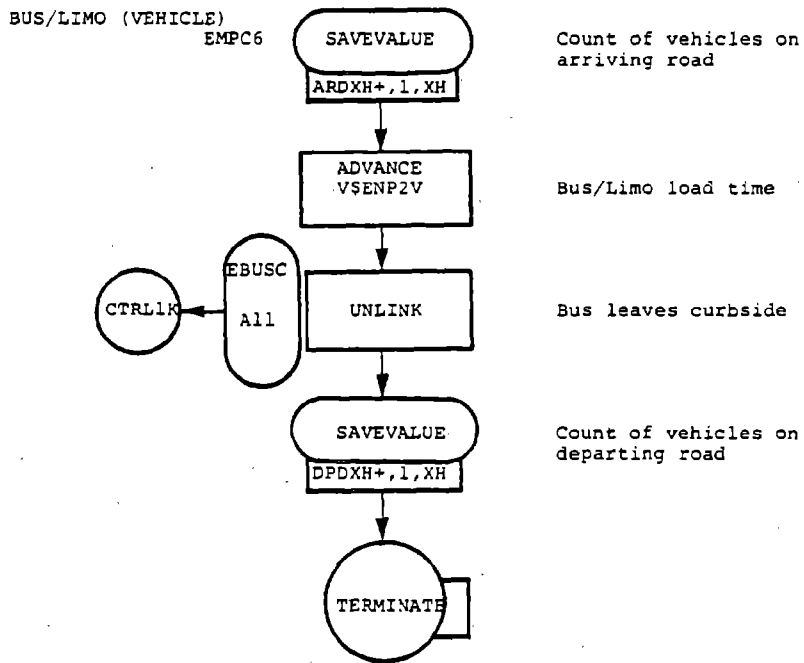 BUS/LIMO (VEHICLE)
EMPC6
SAVEVALUE
Count of vehicles on
arriving road
ARDXH+,1,XH
ADVANCE
V$ENP2V
Bus/Limo load time
EBUSC
CTRL1K
All
UNLINK
Bus leaves curbside
SAVEVALUE
Count of vehicles on
departing road
DPDXH+,1,XH
TERMINATE